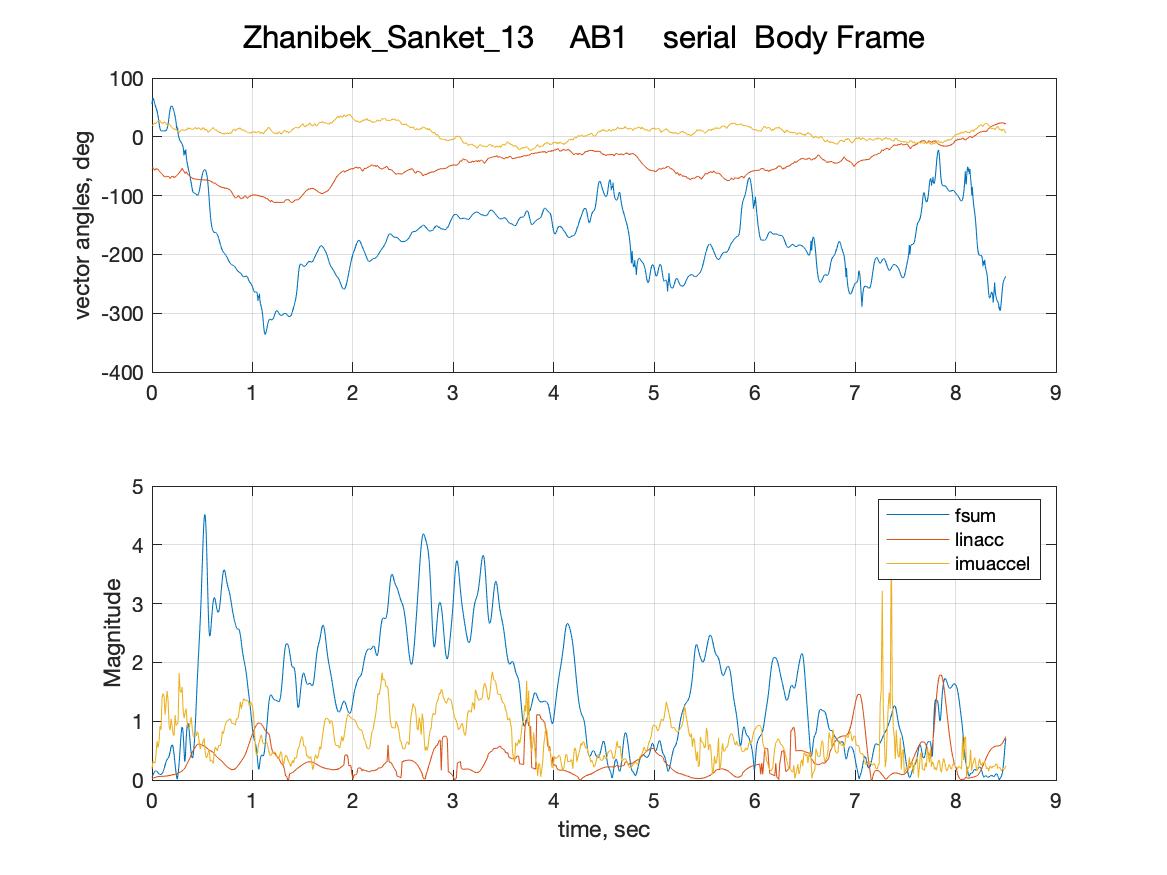 Zhanibek_Sanket_13 AB1 serial Body Frame
100
0
-100
-200
-300
-400
vector angles, deg
0 1 2 3 4 5 6 7 8 9
5
4
3
2
1
0
Magnitude
fsum
linacc
imuaccel
0 1 2 3 4 5 6 7 8 9
time, sec